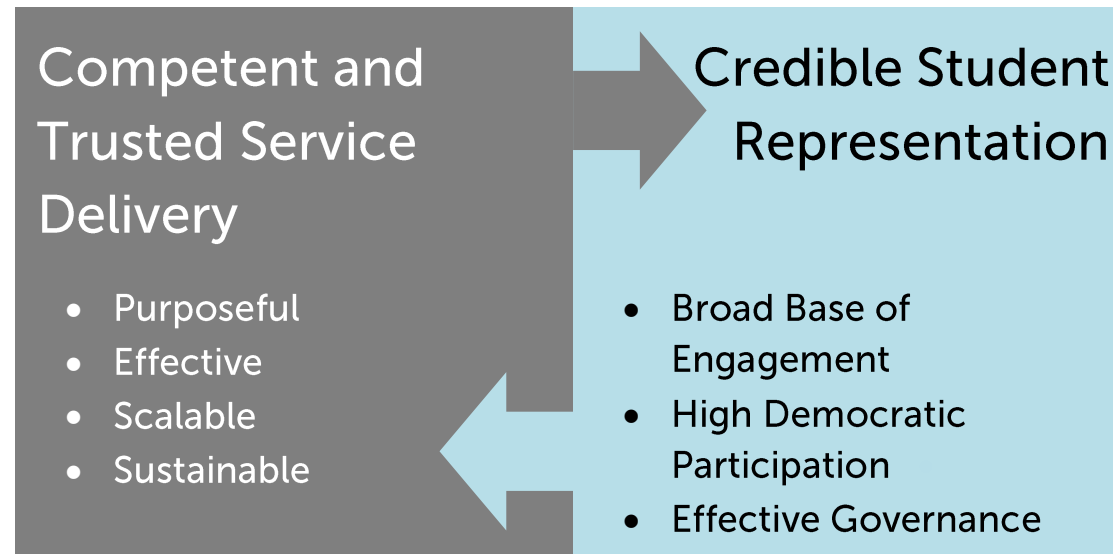 Competent and
Trusted Service
Delivery
• Purposeful
• Effective
• Scalable
• Sustainable
Credible Student
Representation
• Broad Base of
Engagement
• High Democratic
Participation
• Effective Governance